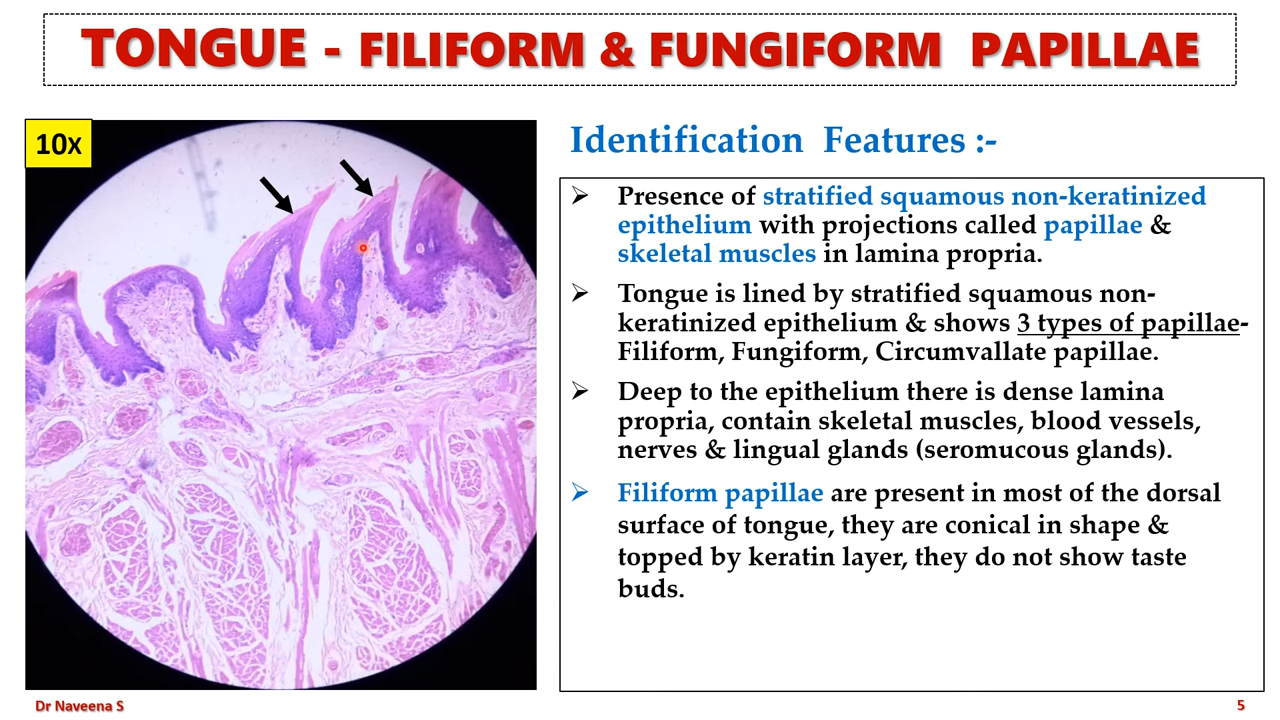 TONGUE - FILIFORM & FUNGIFORM PAPILLAE
10x
Identification Features :-
➢ Presence of stratified squamous non-keratinized
epithelium with projections called papillae &
skeletal muscles in lamina propria.
➢ Tongue is lined by stratified squamous non-
keratinized epithelium & shows 3 types of papillae-
Filiform, Fungiform, Circumvallate papillae.
➢ Deep to the epithelium there is dense lamina
propria, contain skeletal muscles, blood vessels,
nerves & lingual glands (seromucous glands).
➢ Filiform papillae are present in most of the dorsal
surface of tongue, they are conical in shape &
topped by keratin layer, they do not show taste
buds.
Dr Naveena S
5